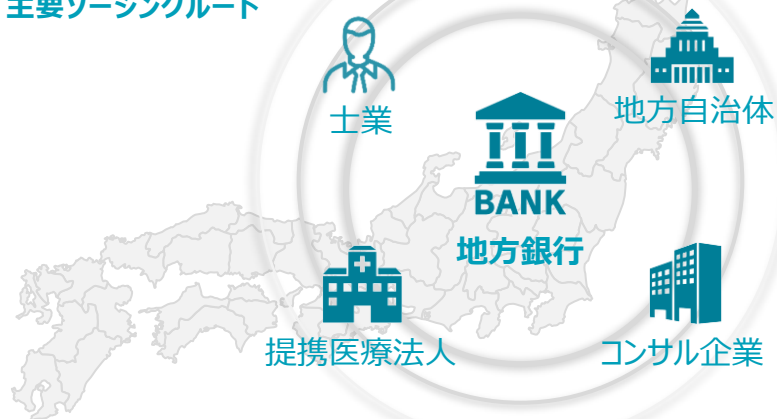 主要ソーシングルート
士業
地方自治体
BANK
地方銀行
提携医療法人
コンサル企業